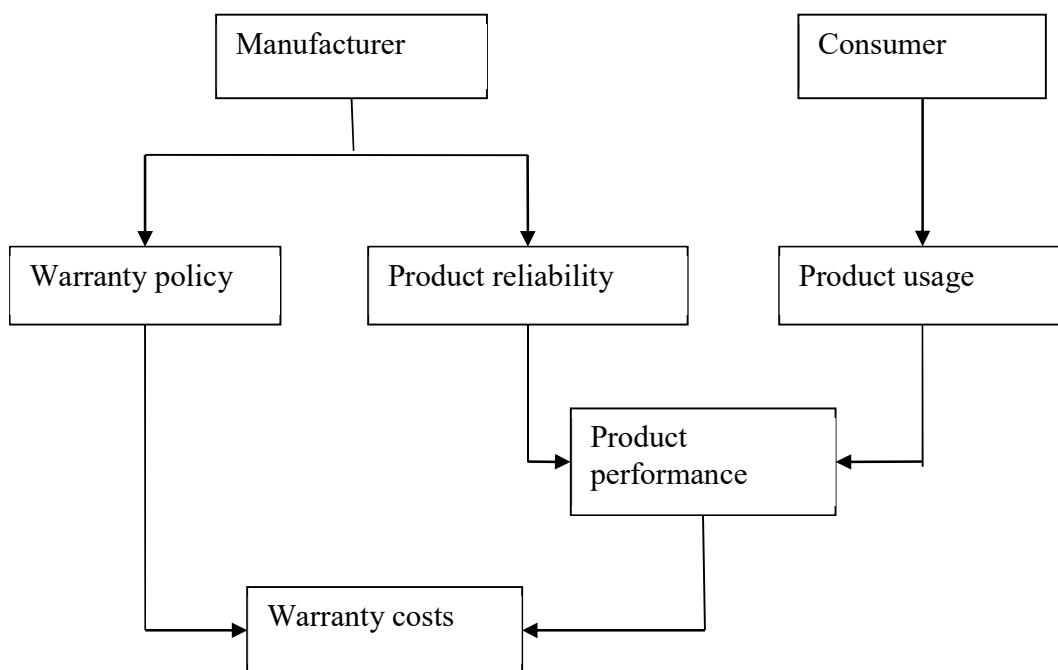 Manufacturer
Consumer
Warranty policy
Product reliability
Product usage
Product
performance
Warranty costs